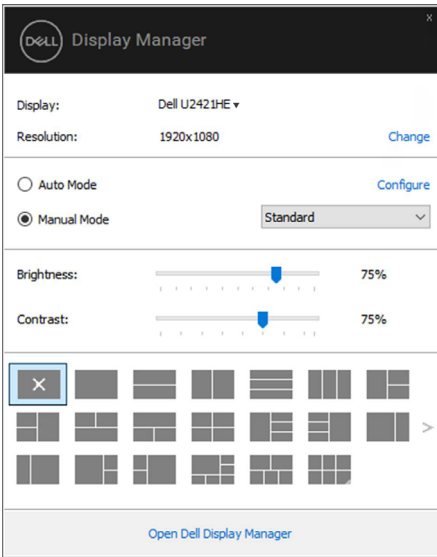 x
DELL Display Manager
Display: Dell U2421HE ▾
Resolution: 1920x1080 Change
Auto Mode Configure
Manual Mode Standard
Brightness: 75%
Contrast: 75%
Open Dell Display Manager